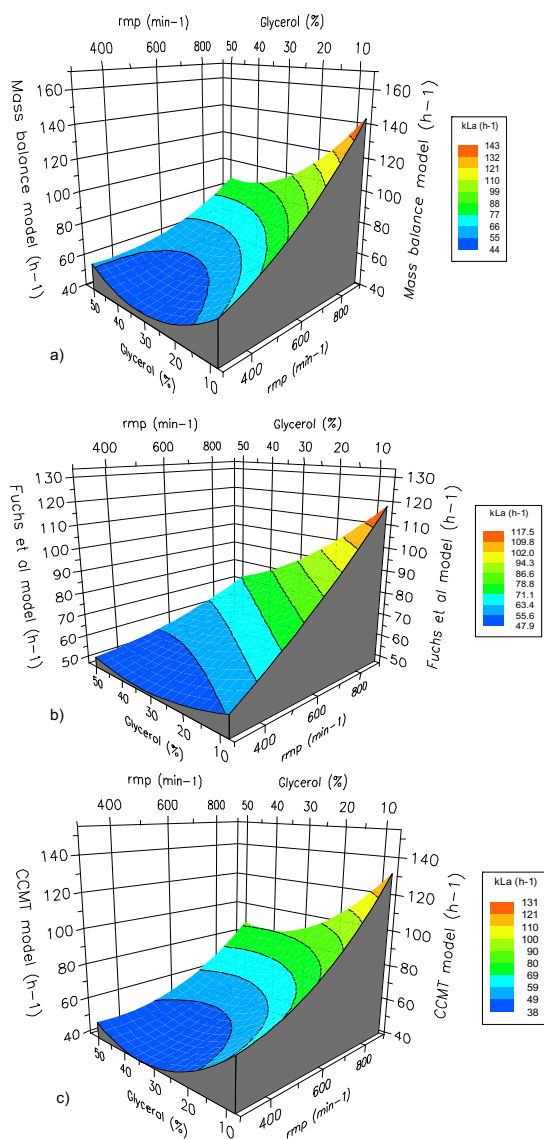 rmp (min-1) Glycerol (%)
400 600 800 50 40 30 20 10
Mass balance model (h-1)
160
140
120
100
80
60
40
160
140
120
100
80
60
40
Mass balance model (h-1)
50 40 30 20 10
Glycerol (%)
400 600 800
rmp (min-1)
a)
kLa (h-1)
143
132
121
110
99
88
77
66
55
44
rmp (min-1) Glycerol (%)
400 600 800 50 40 30 20 10
Fuchs et al model (h-1)
130
120
110
100
90
80
70
60
50
130
120
110
100
90
80
70
60
50
Fuchs et al model (h-1)
50 40 30 20 10
Glycerol (%)
400 600 800
rmp (min-1)
b)
kLa (h-1)
117.5
109.8
102.0
94.3
86.6
78.8
71.1
63.4
55.6
47.9
rmp (min-1) Glycerol (%)
400 600 800 50 40 30 20 10
CCMT model (h-1)
140
120
100
80
60
40
140
120
100
80
60
40
CCMT model (h-1)
50 40 30 20 10
Glycerol (%)
400 600 800
rmp (min-1)
c)
kLa (h-1)
131
121
110
100
90
80
69
59
49
38